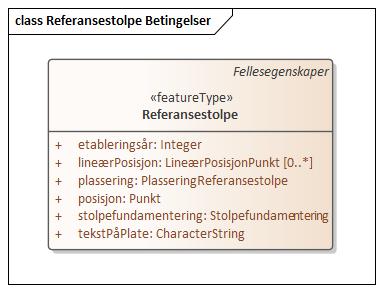 class Referansestolpe Betingelser
Fellesegenskaper
«featureType»
Referansestolpe
+ etableringsår: Integer
+ lineærPosisjon: LineærPosisjonPunkt [0..*]
+ plassering: PlasseringReferansestolpe
+ posisjon: Punkt
+ stolpefundamentering: Stolpefundamentering
+ tekstPåPlate: CharacterString